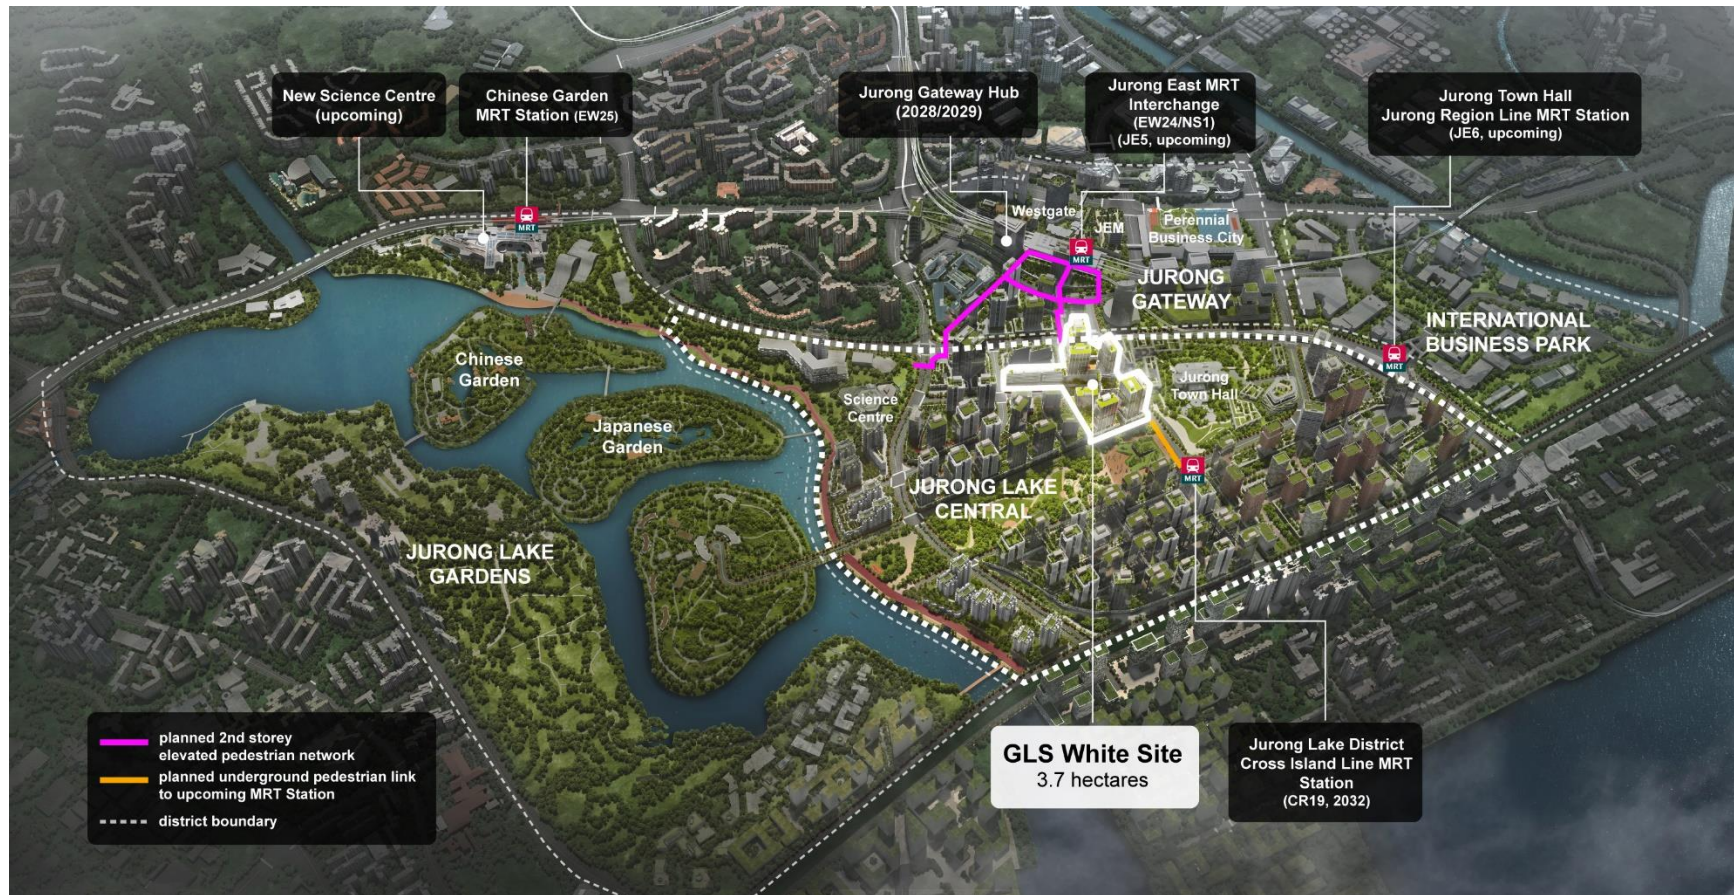 New Science Centre
(upcoming)
Chinese Garden
MRT Station (EW25)
Jurong Gateway Hub
(2028/2029)
Jurong East MRT
Interchange
(EW24/NS1)
(JE5, upcoming)
Jurong Town Hall
Jurong Region Line MRT Station
(JE6, upcoming)
MRT
Westgate
JEM
Perennial
Business City
MRT
JURONG
GATEWAY
INTERNATIONAL
BUSINESS PARK
MRT
Chinese
Garden
Japanese
Garden
Science
Centre
Jurong
Town Hall
MRT
JURONG LAKE
CENTRAL
JURONG LAKE
GARDENS
planned 2nd storey
elevated pedestrian network
planned underground pedestrian link
to upcoming MRT Station
district boundary
GLS White Site
3.7 hectares
Jurong Lake District
Cross Island Line MRT
Station
(CR19, 2032)